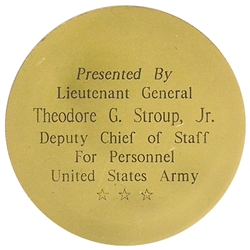 Presented By
Lieutenant General
Theodore G. Stroup, Jr.
Deputy Chief of Staff
For Personnel
United States Army